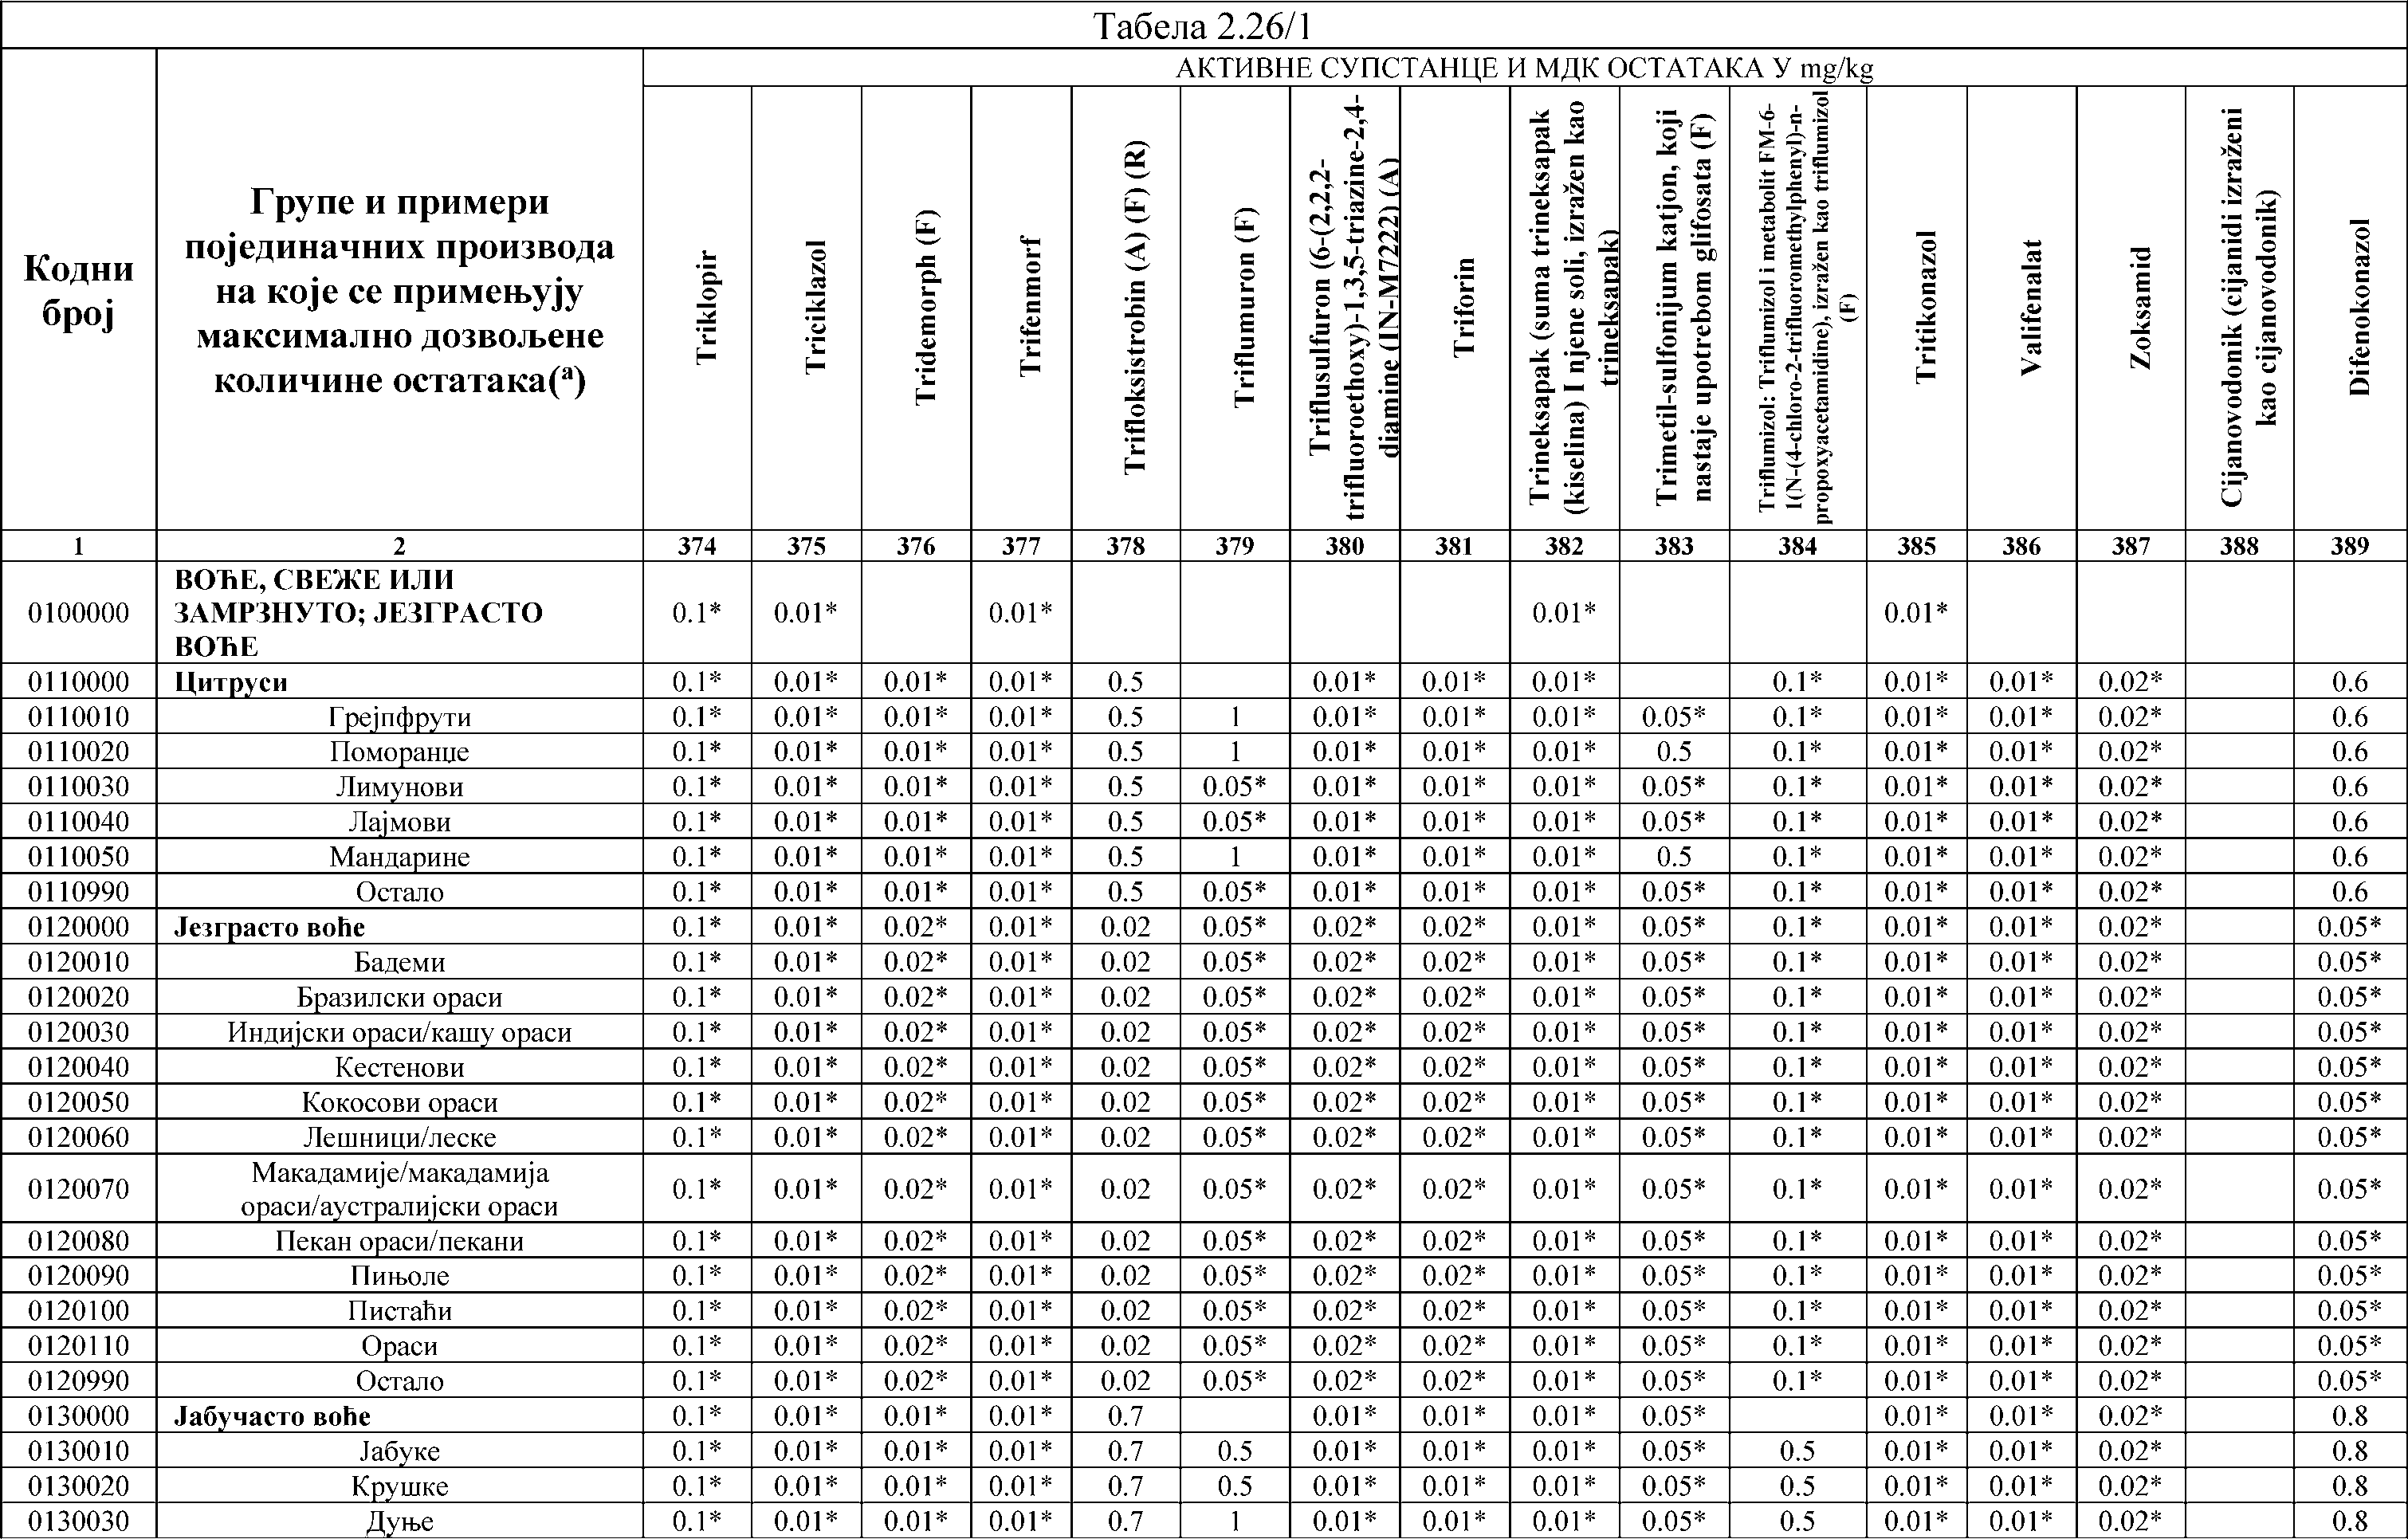 Табела 2.26/1
АКТИВНЕ СУПСТАНЦЕ И МДК ОСТАТАКА У mg/kg
Кодни
број
Групе и примери
појединачних производа
на које се примењују
максимално дозвољене
количине остатака(ª)
Triklopir
Triciklazol
Tridemorph (F)
Trifenmorf
Trifloksistrobin (A) (F) (R)
Triflumuron (F)
Triflusulfuron (6-(2,2,2-
trifluoroethoxy)-1,3,5-triazine-2,4-
diamine (IN-M7222) (A)
Triforin
Trineksapak (suma trineksapak
(kiselina) I njene soli, izražen kao
trineksapak)
Trimetil-sulfonijum katjon, koji
nastaje upotrebom glifosata (F)
Triflumizol: Triflumizol i metabolit FM-6-
1(N-(4-chloro-2-trifluoromethylphenyl)-n-
propoxyacetamidine), izražen kao triflumizol
(F)
Tritikonazol
Valifenalat
Zoksamid
Cijanovodonik (cijanidi izraženi
kao cijanovodonik)
Difenokonazol
1 2 374 375 376 377 378 379 380 381 382 383 384 385 386 387 388 389
0100000 ВОЋЕ, СВЕЖЕ ИЛИ
ЗАМРЗНУТО; ЈЕЗГРАСТО
ВОЋЕ 0.1* 0.01* 0.01* 0.01* 0.01*
0110000 Цитруси 0.1* 0.01* 0.01* 0.01* 0.5 0.01* 0.01* 0.01* 0.1* 0.01* 0.01* 0.02* 0.6
0110010 Грејпфрути 0.1* 0.01* 0.01* 0.01* 0.5 1 0.01* 0.01* 0.01* 0.05* 0.1* 0.01* 0.01* 0.02* 0.6
0110020 Поморанџе 0.1* 0.01* 0.01* 0.01* 0.5 1 0.01* 0.01* 0.01* 0.5 0.1* 0.01* 0.01* 0.02* 0.6
0110030 Лимунови 0.1* 0.01* 0.01* 0.01* 0.5 0.05* 0.01* 0.01* 0.01* 0.05* 0.1* 0.01* 0.01* 0.02* 0.6
0110040 Лајмови 0.1* 0.01* 0.01* 0.01* 0.5 0.05* 0.01* 0.01* 0.01* 0.05* 0.1* 0.01* 0.01* 0.02* 0.6
0110050 Мандарине 0.1* 0.01* 0.01* 0.01* 0.5 1 0.01* 0.01* 0.01* 0.5 0.1* 0.01* 0.01* 0.02* 0.6
0110990 Остало 0.1* 0.01* 0.01* 0.01* 0.5 0.05* 0.01* 0.01* 0.01* 0.05* 0.1* 0.01* 0.01* 0.02* 0.6
0120000 Језграсто воће 0.1* 0.01* 0.02* 0.01* 0.02 0.05* 0.02* 0.02* 0.01* 0.05* 0.1* 0.01* 0.01* 0.02* 0.05*
0120010 Бадеми 0.1* 0.01* 0.02* 0.01* 0.02 0.05* 0.02* 0.02* 0.01* 0.05* 0.1* 0.01* 0.01* 0.02* 0.05*
0120020 Бразилски ораси 0.1* 0.01* 0.02* 0.01* 0.02 0.05* 0.02* 0.02* 0.01* 0.05* 0.1* 0.01* 0.01* 0.02* 0.05*
0120030 Индијски ораси/кашу ораси 0.1* 0.01* 0.02* 0.01* 0.02 0.05* 0.02* 0.02* 0.01* 0.05* 0.1* 0.01* 0.01* 0.02* 0.05*
0120040 Кестенови 0.1* 0.01* 0.02* 0.01* 0.02 0.05* 0.02* 0.02* 0.01* 0.05* 0.1* 0.01* 0.01* 0.02* 0.05*
0120050 Кокосови ораси 0.1* 0.01* 0.02* 0.01* 0.02 0.05* 0.02* 0.02* 0.01* 0.05* 0.1* 0.01* 0.01* 0.02* 0.05*
0120060 Лешници/леске 0.1* 0.01* 0.02* 0.01* 0.02 0.05* 0.02* 0.02* 0.01* 0.05* 0.1* 0.01* 0.01* 0.02* 0.05*
0120070 Макадамије/макадамија
ораси/аустралијски ораси 0.1* 0.01* 0.02* 0.01* 0.02 0.05* 0.02* 0.02* 0.01* 0.05* 0.1* 0.01* 0.01* 0.02* 0.05*
0120080 Пекан ораси/пекани 0.1* 0.01* 0.02* 0.01* 0.02 0.05* 0.02* 0.02* 0.01* 0.05* 0.1* 0.01* 0.01* 0.02* 0.05*
0120090 Пињоле 0.1* 0.01* 0.02* 0.01* 0.02 0.05* 0.02* 0.02* 0.01* 0.05* 0.1* 0.01* 0.01* 0.02* 0.05*
0120100 Пистаћи 0.1* 0.01* 0.02* 0.01* 0.02 0.05* 0.02* 0.02* 0.01* 0.05* 0.1* 0.01* 0.01* 0.02* 0.05*
0120110 Ораси 0.1* 0.01* 0.02* 0.01* 0.02 0.05* 0.02* 0.02* 0.01* 0.05* 0.1* 0.01* 0.01* 0.02* 0.05*
0120990 Остало 0.1* 0.01* 0.02* 0.01* 0.02 0.05* 0.02* 0.02* 0.01* 0.05* 0.1* 0.01* 0.01* 0.02* 0.05*
0130000 Јабучасто воће 0.1* 0.01* 0.01* 0.01* 0.7 0.01* 0.01* 0.01* 0.05* 0.01* 0.01* 0.02* 0.8
0130010 Јабуке 0.1* 0.01* 0.01* 0.01* 0.7 0.5 0.01* 0.01* 0.01* 0.05* 0.5 0.01* 0.01* 0.02* 0.8
0130020 Крушке 0.1* 0.01* 0.01* 0.01* 0.7 0.5 0.01* 0.01* 0.01* 0.05* 0.5 0.01* 0.01* 0.02* 0.8
0130030 Дуње 0.1* 0.01* 0.01* 0.01* 0.7 1 0.01* 0.01* 0.01* 0.05* 0.5 0.01* 0.01* 0.02* 0.8